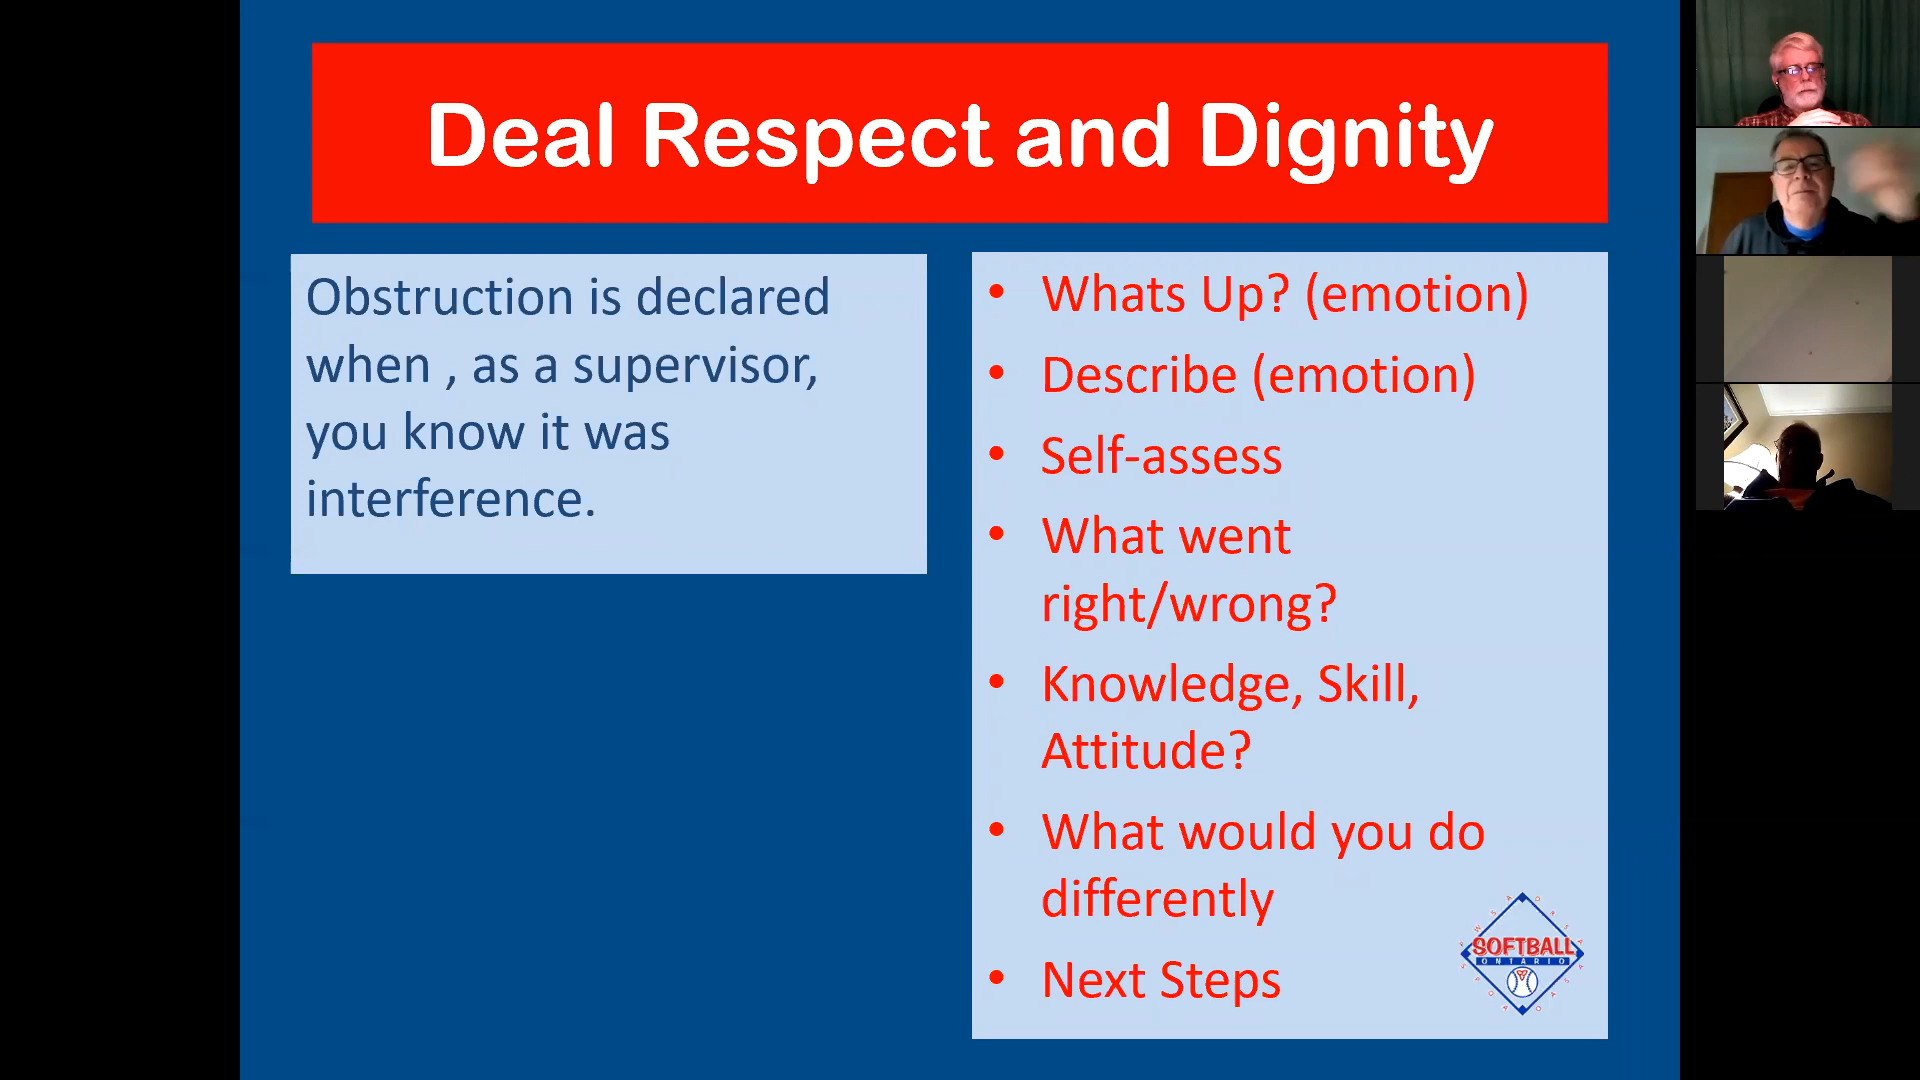 Deal Respect and Dignity
Obstruction is declared
when , as a supervisor,
you know it was
interference.
• Whats Up? (emotion)
• Describe (emotion)
• Self-assess
• What went
right/wrong?
• Knowledge, Skill,
Attitude?
• What would you do
differently
• Next Steps
SOFTBALL
ONTARIO